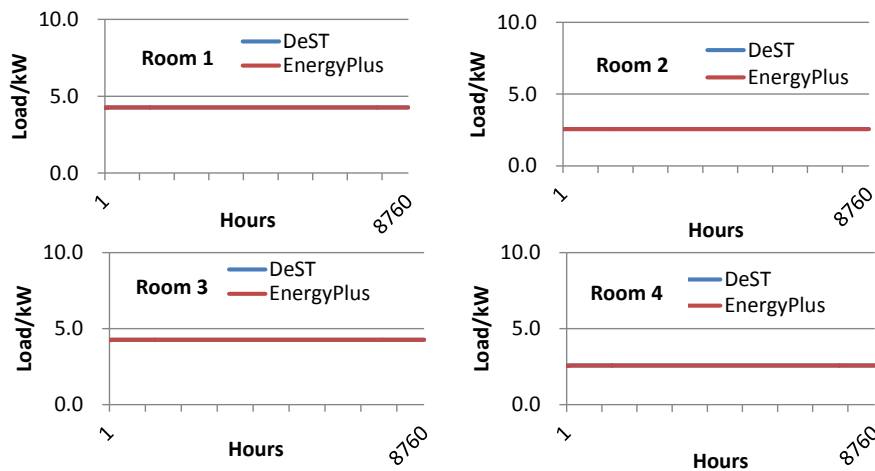 10.0
5.0
0.0
Load/kW
Room 1
DeST
EnergyPlus
1
8760
Hours
10.0
5.0
0.0
Load/kW
Room 2
DeST
EnergyPlus
1
8760
Hours
10.0
5.0
0.0
Load/kW
Room 3
DeST
EnergyPlus
1
8760
Hours
10.0
5.0
0.0
Load/kW
Room 4
DeST
EnergyPlus
1
8760
Hours